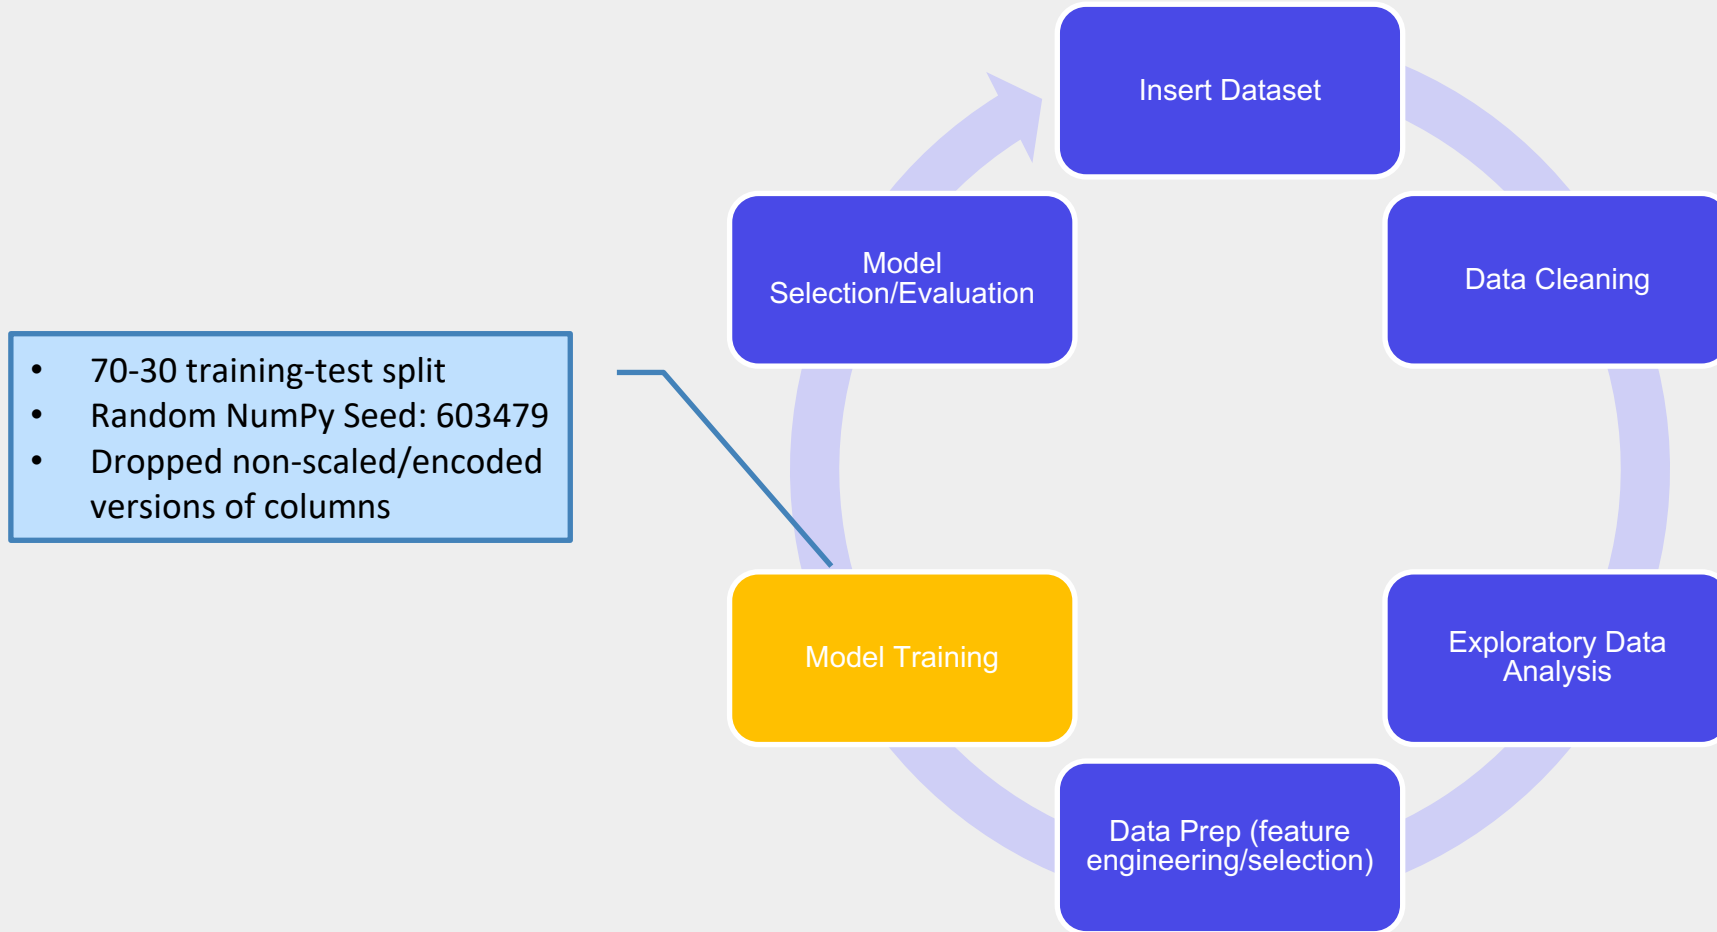 Insert Dataset
Data Cleaning
Exploratory Data
Analysis
Data Prep (feature
engineering/selection)
Model Training
Model
Selection/Evaluation
• 70-30 training-test split
• Random NumPy Seed: 603479
• Dropped non-scaled/encoded
versions of columns